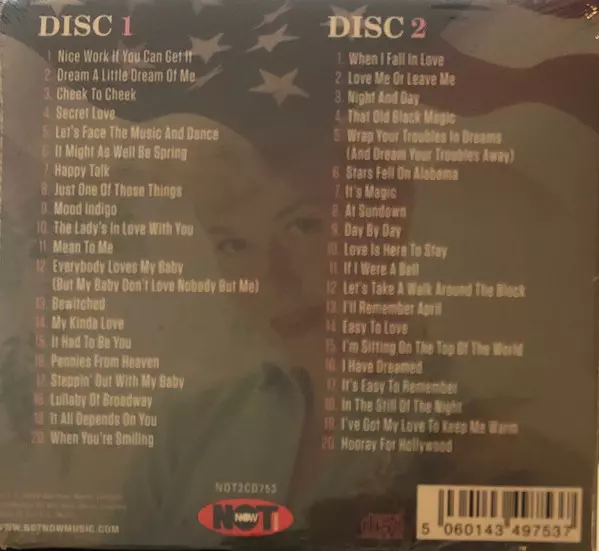 DISC 1
1. Nice Work If You Can Get It
2. Dream A Little Dream Of Me
3. Cheek To Cheek
4. Secret Love
5. Let's Face The Music And Dance
6. It Might As Well Be Spring
7. Happy Talk
8. Just One Of Those Things
9. Mood Indigo
10. The Lady's In Love With You
11. Mean To Me
12. Everybody Loves My Baby
(But My Baby Don't Love Nobody But Me)
13. Bewitched
14. My Kinda Love
15. It Had To Be You
16. Pennies From Heaven
17. Steppin' Out With My Baby
18. Lullaby Of Broadway
19. It All Depends On You
20. When You're Smiling
DISC 2
1. When I Fall In Love
2. Love Me Or Leave Me
3. Night And Day
4. That Old Black Magic
5. Wrap Your Troubles In Dreams
(And Dream Your Troubles Away)
6. Stars Fell On Alabama
7. It's Magic
8. At Sundown
9. Day By Day
10. Love Is Here To Stay
11. If I Were A Bell
12. Let's Take A Walk Around The Block
13. I'll Remember April
14. Easy To Love
15. I'm Sitting On The Top Of The World
16. I Have Dreamed
17. It's Easy To Remember
18. In The Still Of The Night
19. I've Got My Love To Keep Me Warm
20. Hooray For Hollywood
WWW.NOTNOWMUSIC.COM
NOT2CD753
NOT NOW
5 060143 497537